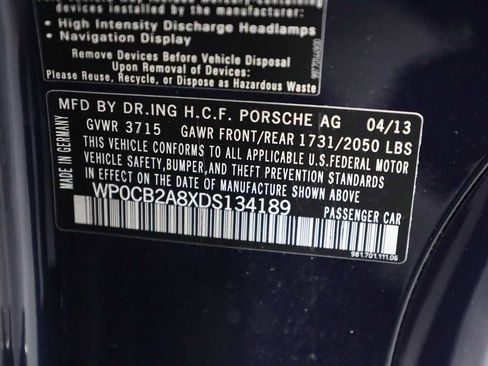 devices installed by
• High Intensity Discharge Headlamps
• Navigation Display
Remove Devices Before Vehicle Disposal
Upon Removal of Devices:
Please Reuse, Recycle, or Dispose as Hazardous Waste
MFD BY DR.ING H.C.F. PORSCHE AG 04/13
GVWR 3715 GAWR FRONT/REAR 1731/2050 LBS
THIS VEHICLE CONFORMS TO ALL APPLICABLE U.S.FEDERAL MOTOR
VEHICLE SAFETY,BUMPER,AND THEFT PREVENTION STANDARDS
IN EFFECT ON THE DATE OF MANUFACTURE SHOWN ABOVE
WP0CB2A8XDS134189
PASSENGER CAR
MADE IN GERMANY
981.701.111.06